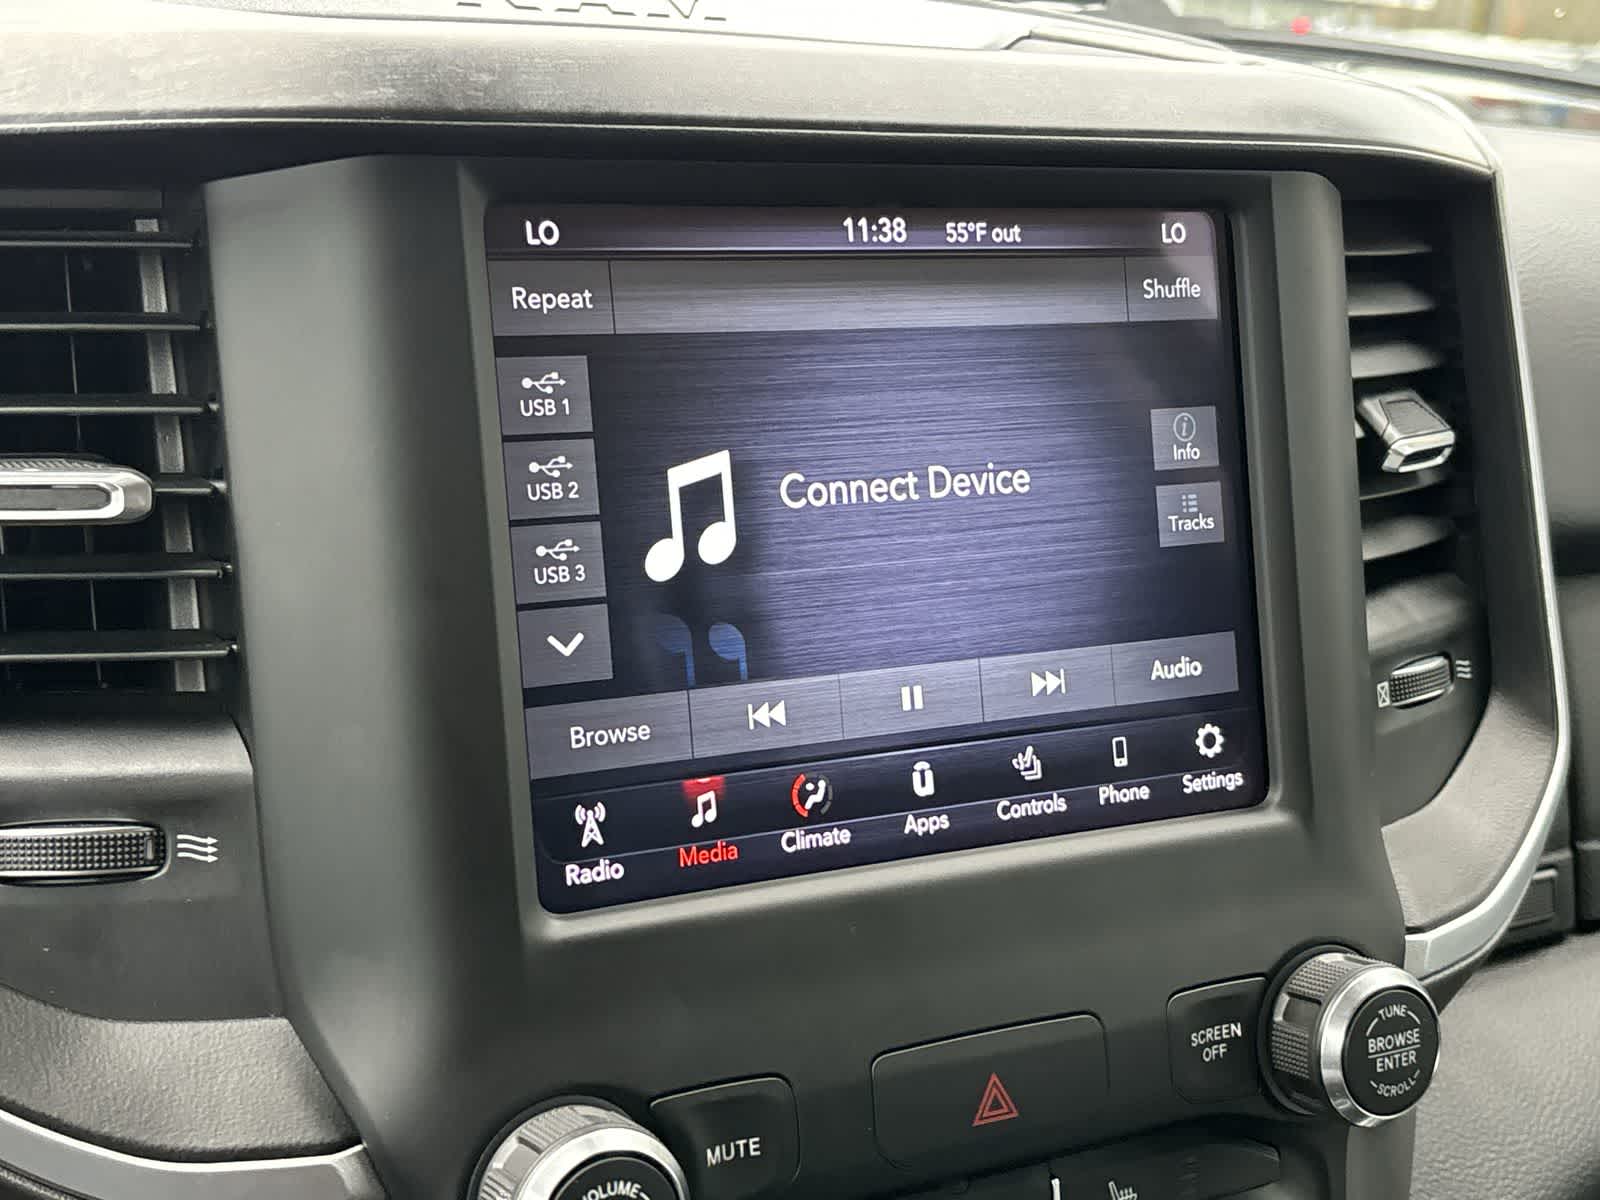 RAM
LO 11:38 55°F out LO
Repeat Shuffle
USB 1
USB 2
USB 3
Connect Device
Info
Tracks
Browse Audio
Radio Media Climate Apps Controls Phone Settings
MUTE
VOLUME
SCREEN
OFF
TUNE
BROWSE
ENTER
SCROLL